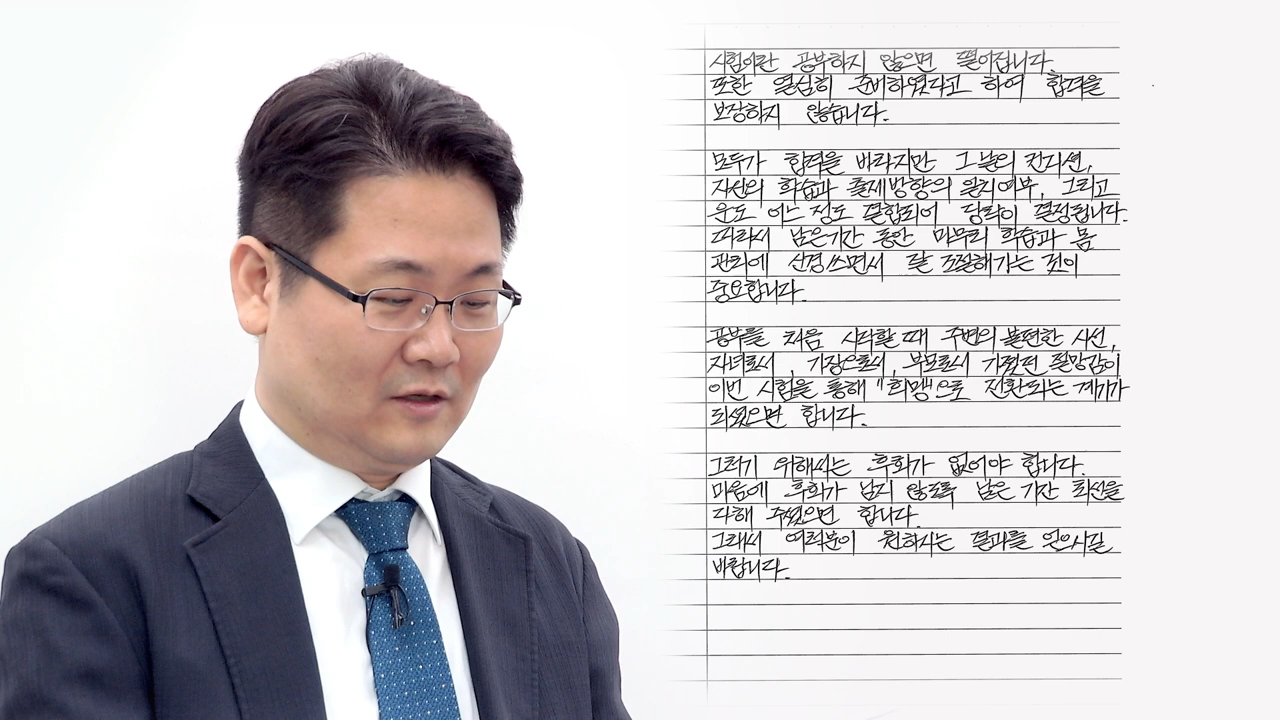 시험이란 공부하지 않으면 떨어집니다.
또한 열심히 준비하였다고 하여 합격을
보장하지 않습니다.
모두가 합격을 바라지만 그날의 컨디션,
자신의 학습과 출제방향의 일치여부, 그리고
운도 어느 정도 결합되어 당락이 결정됩니다.
따라서 남은기간 동안 마무리 학습과 몸
관리에 신경쓰면서 잘 조절해가는 것이
중요합니다.
공부를 처음 시작할 때 주변의 불편한 시선,
자녀로서, 가장으로서, 부모로서 가졌던 절망감이
이번 시험을 통해 "희망"으로 전환되는 계기가
되셨으면 합니다.
그러기 위해서는 후회가 없어야 합니다.
마음에 후회가 남지 않도록 남은 기간 최선을
다해 주셨으면 합니다.
그래서 여러분이 원하시는 결과를 얻으시길
바랍니다.